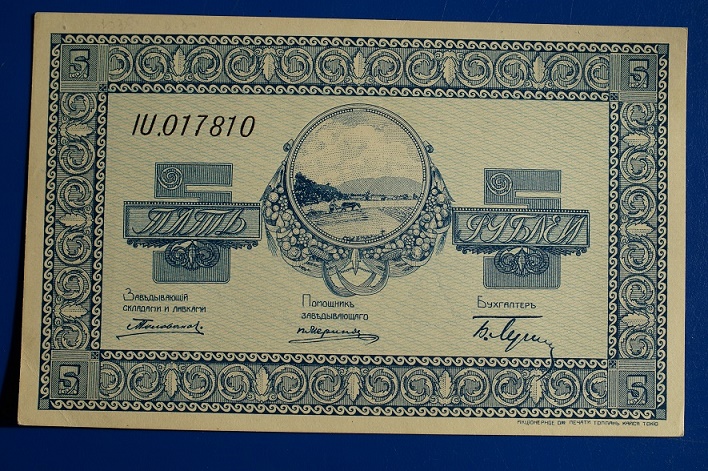 5 5
IU.017810
ПЯТЬ РУБЛЕЙ
Завѣдывающій
складами и лавками
Помощникъ
завѣдывающаго
Бухгалтеръ
5 5